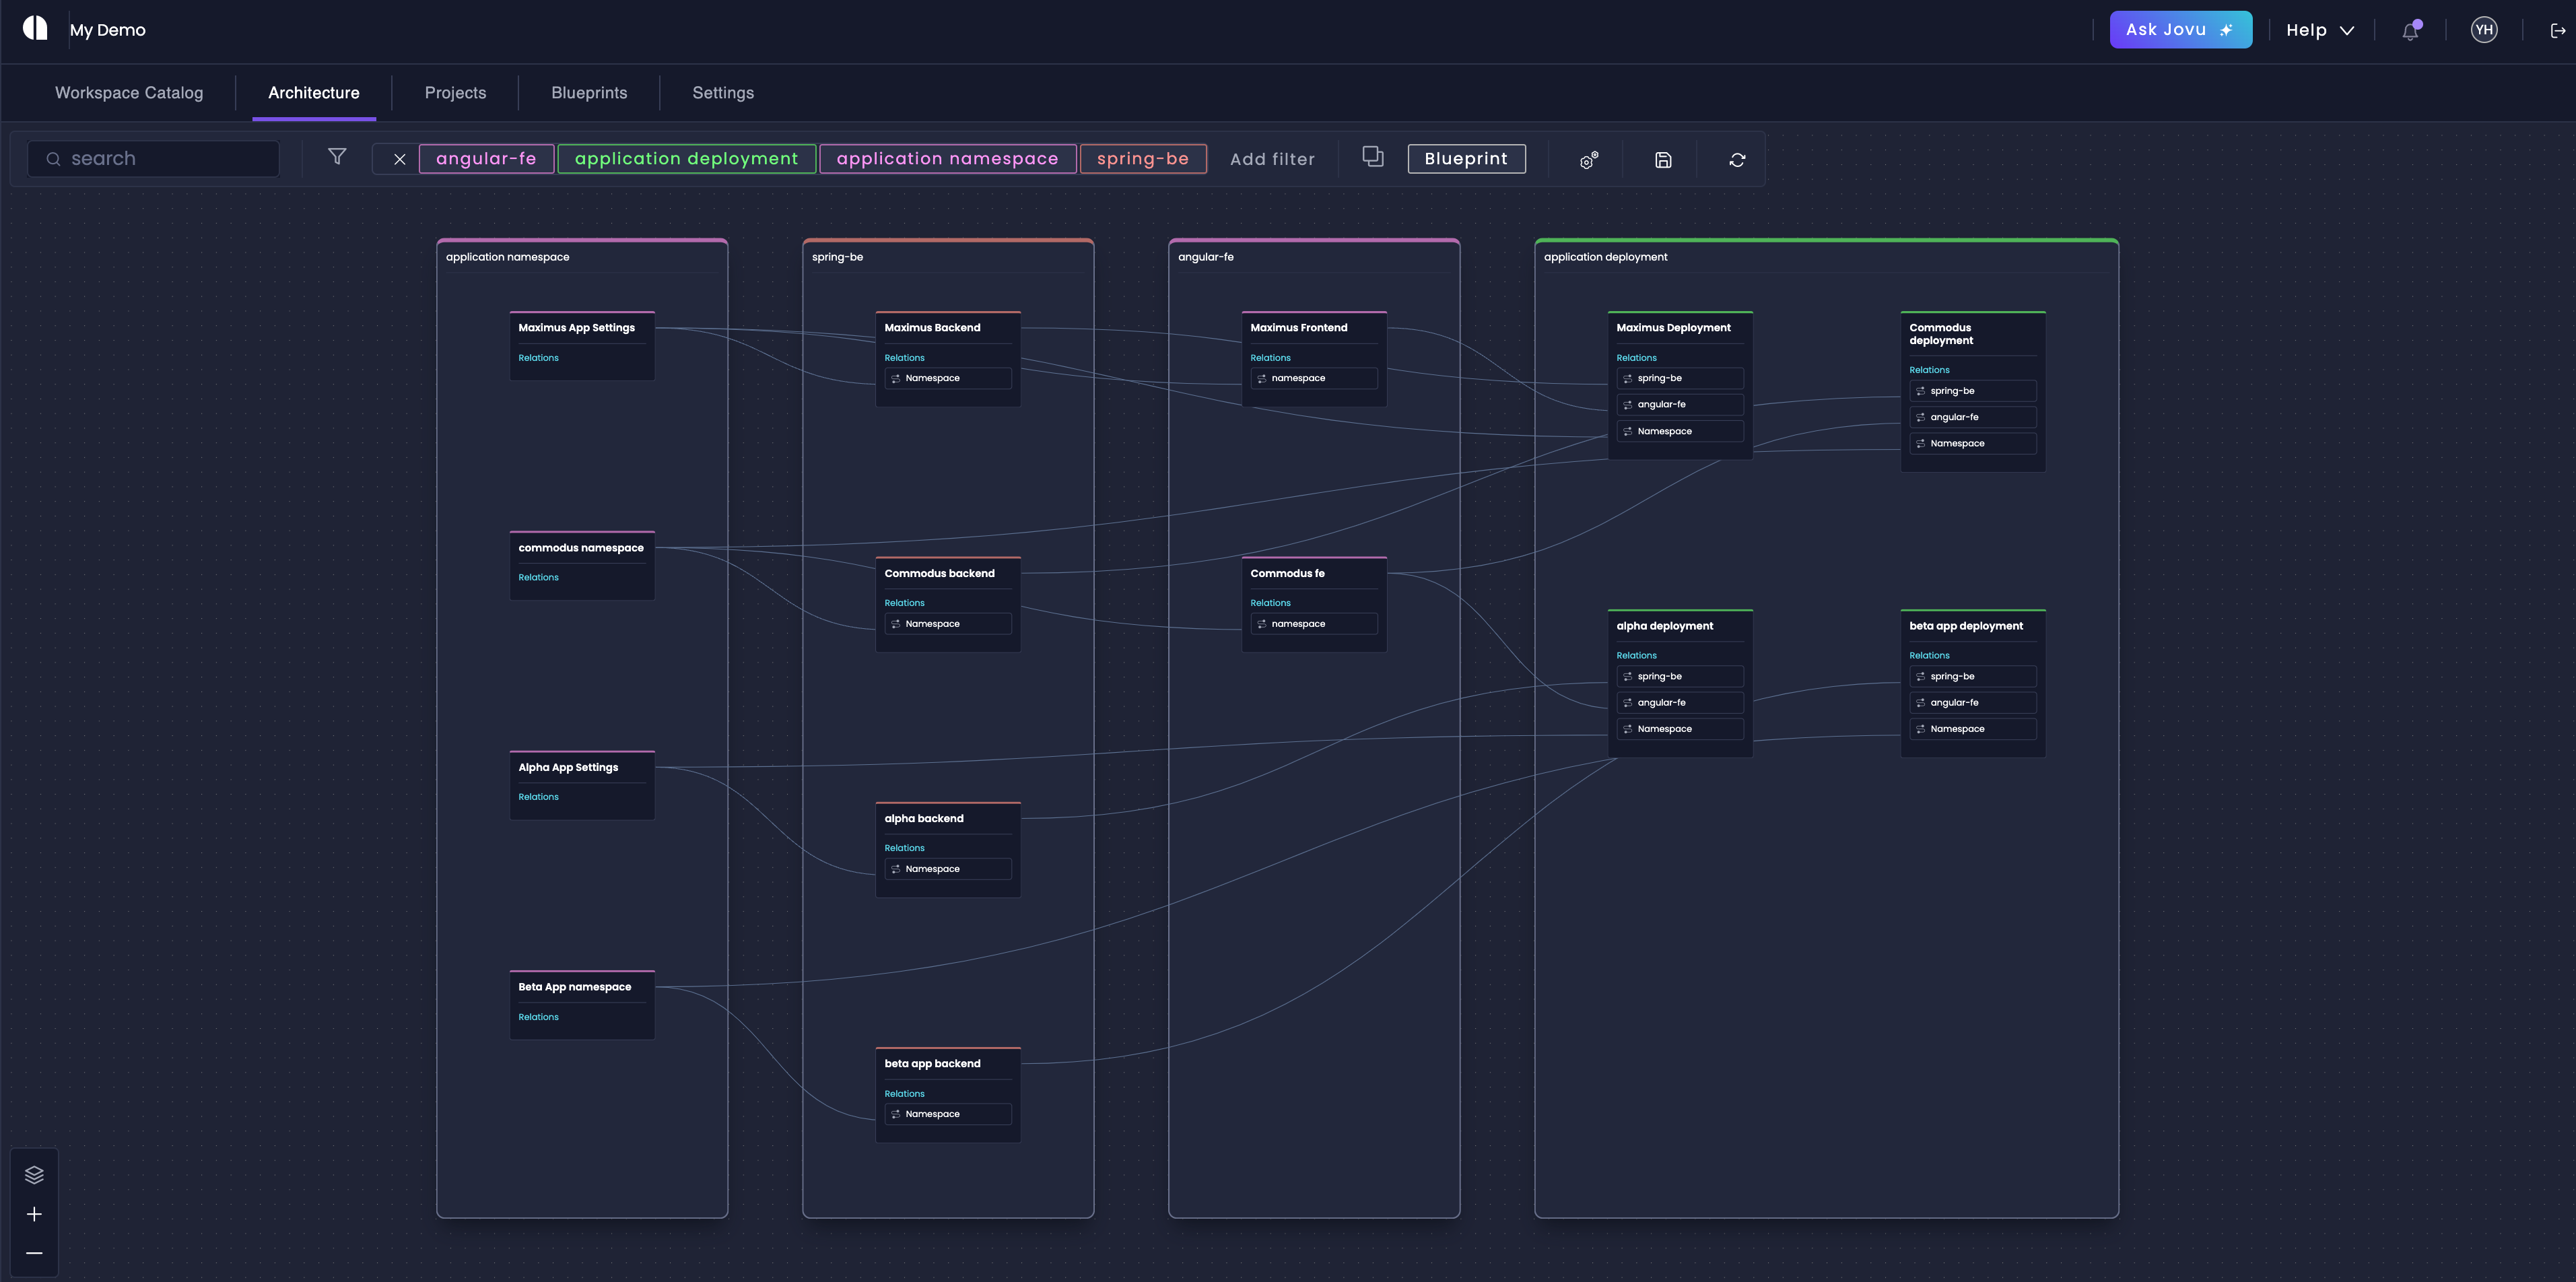 My Demo
Ask Jovu
Help
YH
Workspace Catalog
Architecture
Projects
Blueprints
Settings
search
angular-fe
application deployment
application namespace
spring-be
Add filter
Blueprint
application namespace
Maximus App Settings
Relations
commodus namespace
Relations
Alpha App Settings
Relations
Beta App namespace
Relations
spring-be
Maximus Backend
Relations
Namespace
Commodus backend
Relations
Namespace
alpha backend
Relations
Namespace
beta app backend
Relations
Namespace
angular-fe
Maximus Frontend
Relations
namespace
Commodus fe
Relations
namespace
application deployment
Maximus Deployment
Relations
spring-be
angular-fe
Namespace
Commodus
deployment
Relations
spring-be
angular-fe
Namespace
alpha deployment
Relations
spring-be
angular-fe
Namespace
beta app deployment
Relations
spring-be
angular-fe
Namespace